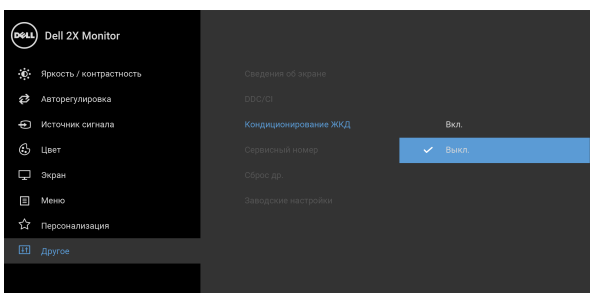 DELL Dell 2X Monitor
Яркость / контрастность
Сведения об экране
Авторегулировка
DDC/CI
Источник сигнала
Кондиционирование ЖКД
Вкл.
Цвет
Сервисный номер
Выкл.
Экран
Сброс др.
Меню
Заводские настройки
Персонализация
Другое